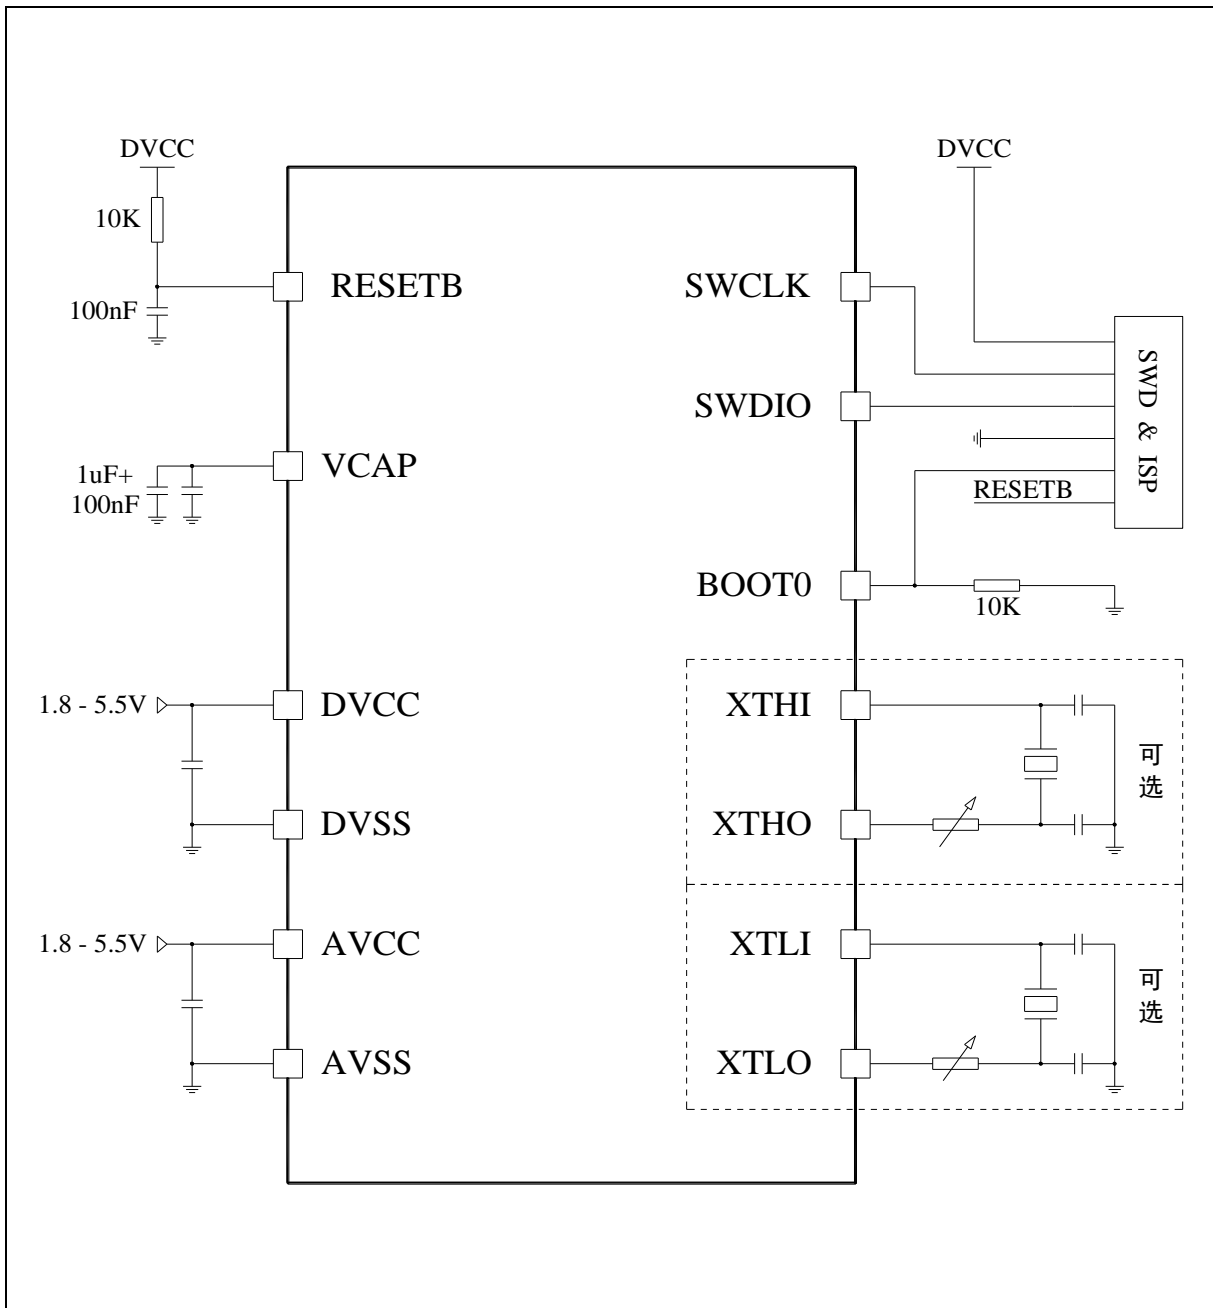 DVCC
10K
100nF
RESETB
1uF+
100nF
VCAP
1.8 - 5.5V
DVCC
DVSS
1.8 - 5.5V
AVCC
AVSS
DVCC
SWCLK
SWDIO
SWD & ISP
RESETB
BOOT0
10K
XTHI
XTHO
可
选
XTLI
XTLO
可
选